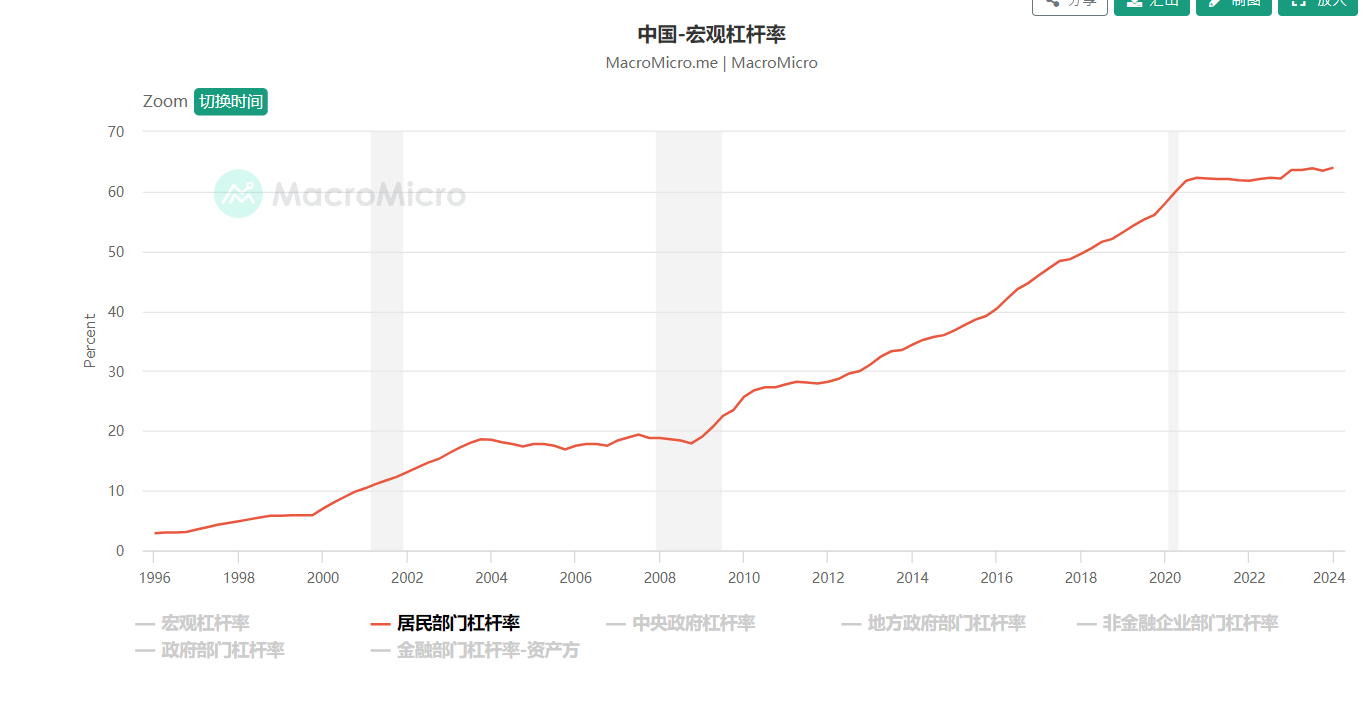 分享 汇出 制图 放大
中国-宏观杠杆率
MacroMicro.me | MacroMicro
Zoom 切换时间
MacroMicro
Percent
70
60
50
40
30
20
10
0
1996 1998 2000 2002 2004 2006 2008 2010 2012 2014 2016 2018 2020 2022 2024
宏观杠杆率 居民部门杠杆率 中央政府杠杆率 地方政府部门杠杆率 非金融企业部门杠杆率
政府部门杠杆率 金融部门杠杆率-资产方